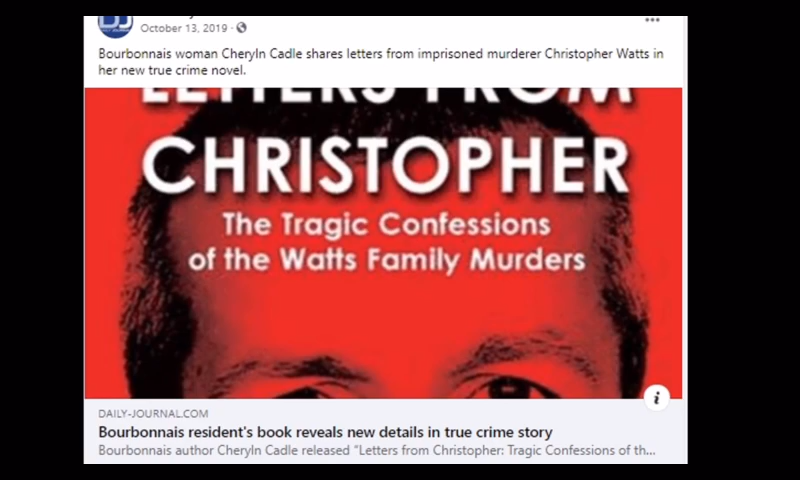 October 13, 2019 ·
Bourbonnais woman Cheryln Cadle shares letters from imprisoned murderer Christopher Watts in
her new true crime novel.
LETTERS FROM
CHRISTOPHER
The Tragic Confessions
of the Watts Family Murders
i
DAILY-JOURNAL.COM
Bourbonnais resident's book reveals new details in true crime story
Bourbonnais author Cheryln Cadle released "Letters from Christopher: Tragic Confessions of th...